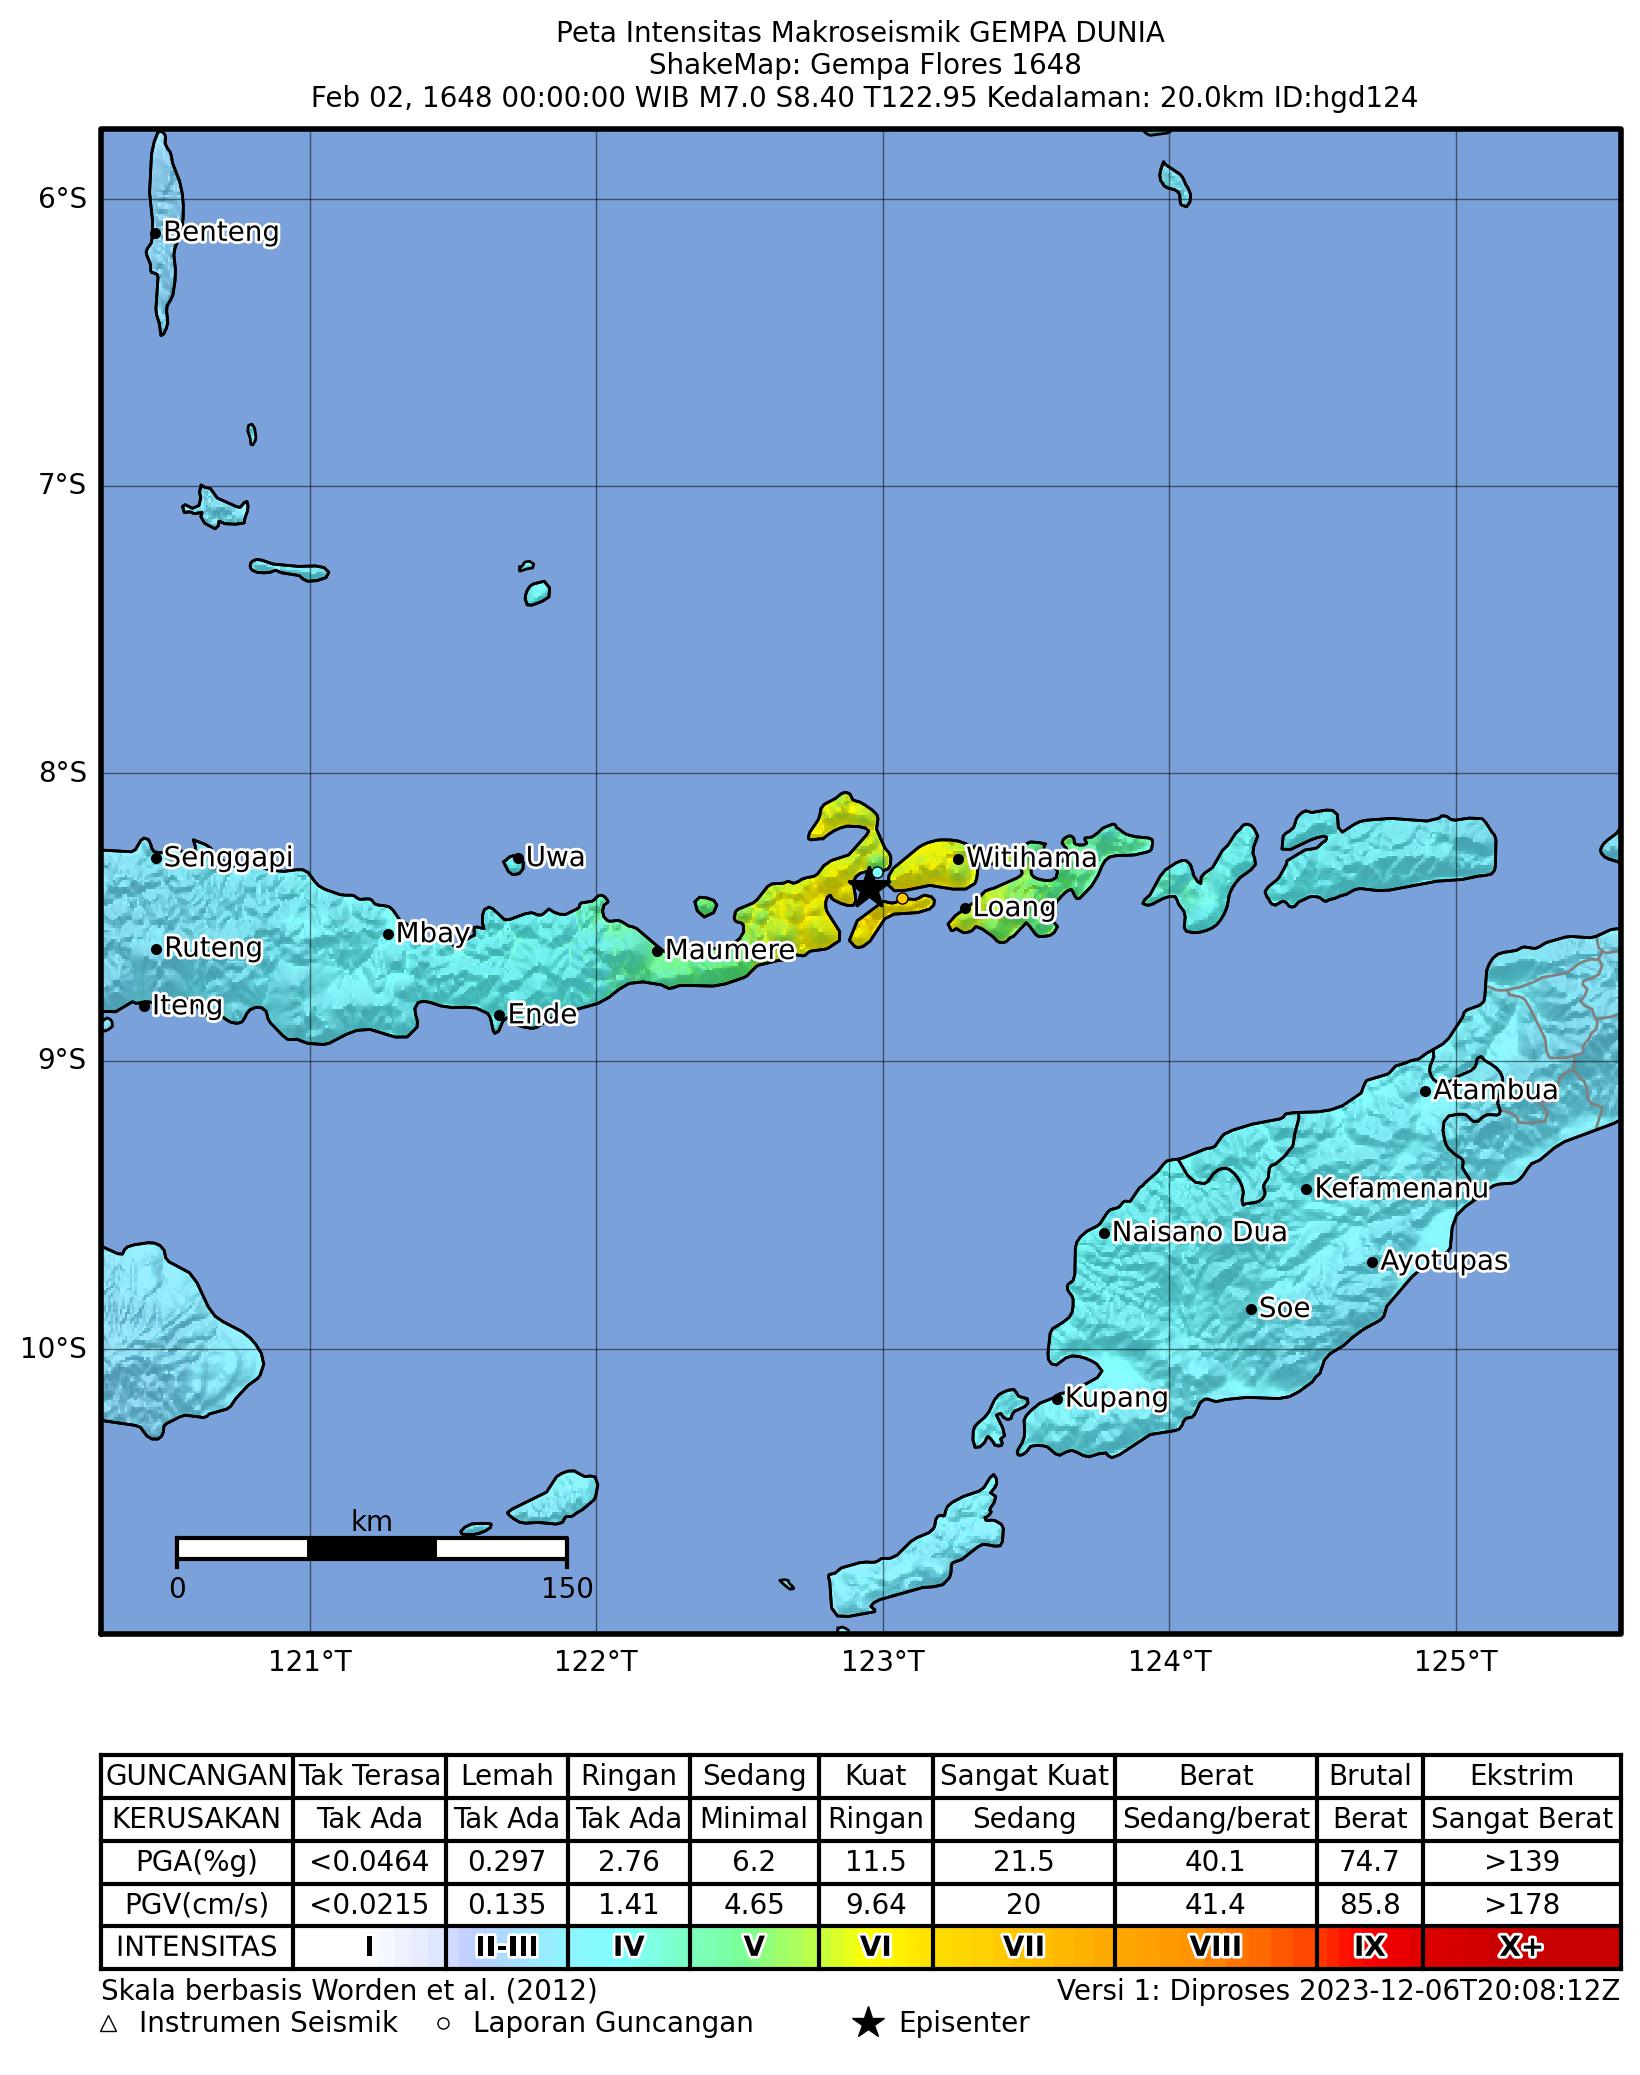 Peta Intensitas Makroseismik GEMPA DUNIA
ShakeMap: Gempa Flores 1648
Feb 02, 1648 00:00:00 WIB M7.0 S8.40 T122.95 Kedalaman: 20.0km ID:hgd124
6°S
Benteng
7°S
8°S
Senggapi
Uwa
Witihama
Loang
Mbay
Ruteng
Maumere
Iteng
Ende
9°S
Atambua
Kefamenanu
Naisano Dua
Ayotupas
Soe
10°S
Kupang
km
0 150
121°T 122°T 123°T 124°T 125°T
GUNCANGAN Tak Terasa Lemah Ringan Sedang Kuat Sangat Kuat Berat Brutal Ekstrim
KERUSAKAN Tak Ada Tak Ada Tak Ada Minimal Ringan Sedang Sedang/berat Berat Sangat Berat
PGA(%g) <0.0464 0.297 2.76 6.2 11.5 21.5 40.1 74.7 >139
PGV(cm/s) <0.0215 0.135 1.41 4.65 9.64 20 41.4 85.8 >178
INTENSITAS I II-III IV V VI VII VIII IX X+
Skala berbasis Worden et al. (2012) Versi 1: Diproses 2023-12-06T20:08:12Z
Instrumen Seismik Laporan Guncangan Episenter